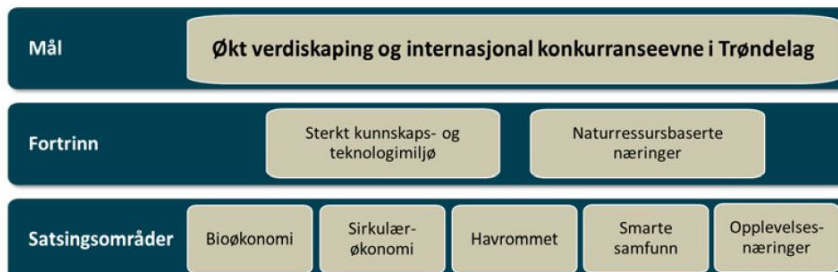 Mål
Økt verdiskaping og internasjonal konkurranseevne i Trøndelag
Fortrinn
Sterkt kunnskaps- og
teknologimiljø
Naturressursbaserte
næringer
Satsingsområder
Bioøkonomi
Sirkulær-
økonomi
Havrommet
Smarte
samfunn
Opplevelses-
næringer